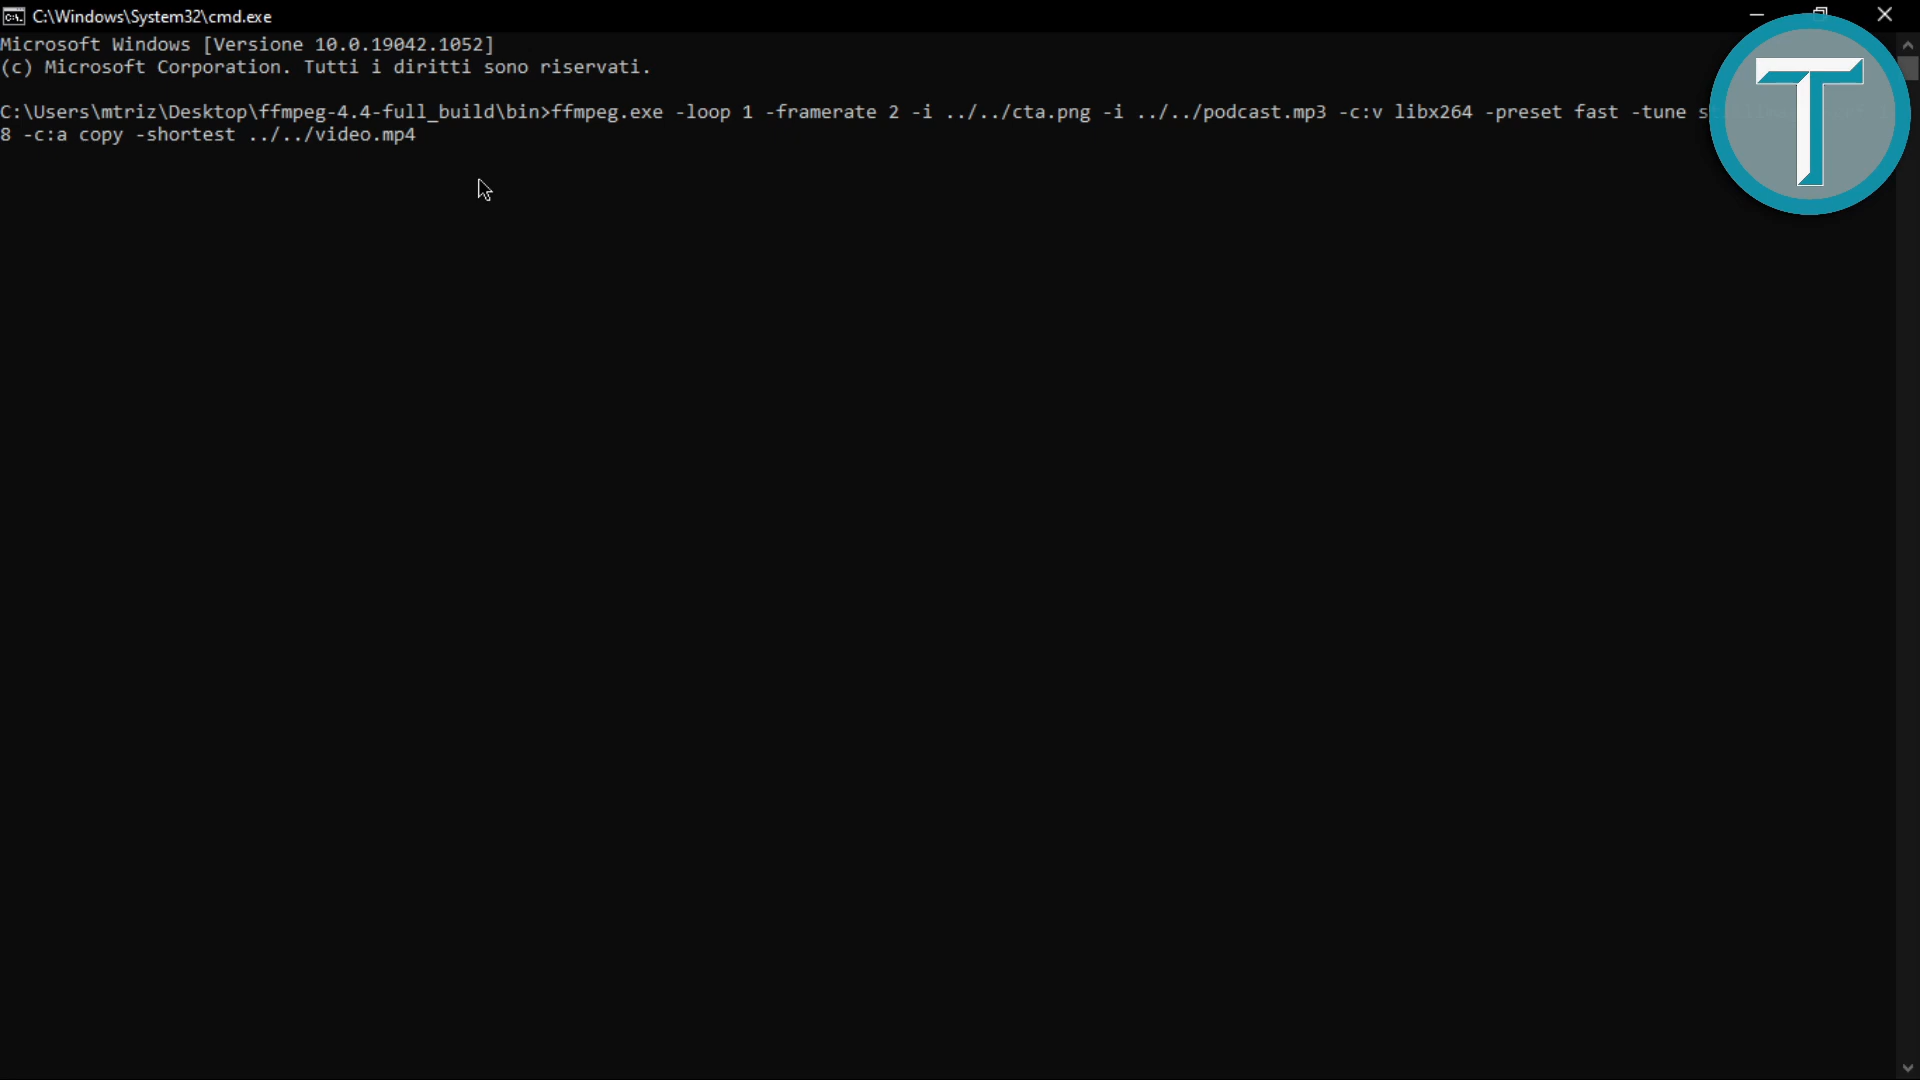 C:\Windows\System32\cmd.exe
Microsoft Windows [Versione 10.0.19042.1052]
(c) Microsoft Corporation. Tutti i diritti sono riservati.
C:\Users\mtriz\Desktop\ffmpeg-4.4-full_build\bin>ffmpeg.exe -loop 1 -framerate 2 -i ../../cta.png -i ../../podcast.mp3 -c:v libx264 -preset fast -tune
8 -c:a copy -shortest ../../video.mp4
T